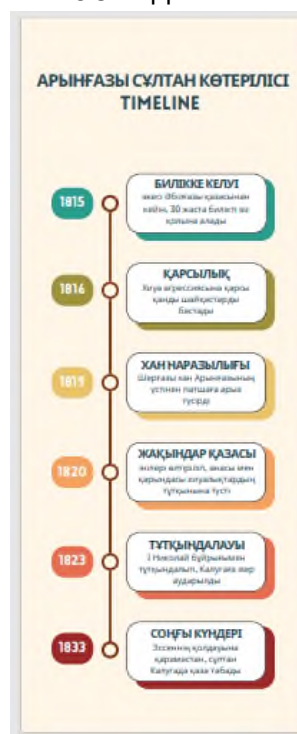 АРЫНҒАЗЫ СҰЛТАН КӨТЕРІЛІСІ
TIMELINE
1815
БИЛІККЕ КЕЛУІ
әкесі Әбілғазы қазасынан
кейін, 30 жаста билікті өз
қолына алады
1816
ҚАРСЫЛЫҚ
Хиуа агрессиясына қарсы
қанды шайқастарды
бастады
1819
ХАН НАРАЗЫЛЫҒЫ
Шерғазы хан Арынғазының
үстінен патшаға арыз
түсірді
1820
ЖАҚЫНДАР ҚАЗАСЫ
інілері өлтіріліп, анасы мен
қарындасы хиуалықтардың
тұтқынына түсті
1823
ТҰТҚЫНДАЛУЫ
I Николай бұйрығымен
тұтқындалып, Калугаға жер
аударылды
1833
СОҢҒЫ КҮНДЕРІ
Эссеннің қолдауына
қарамастан, сұлтан
Калугада қаза табады